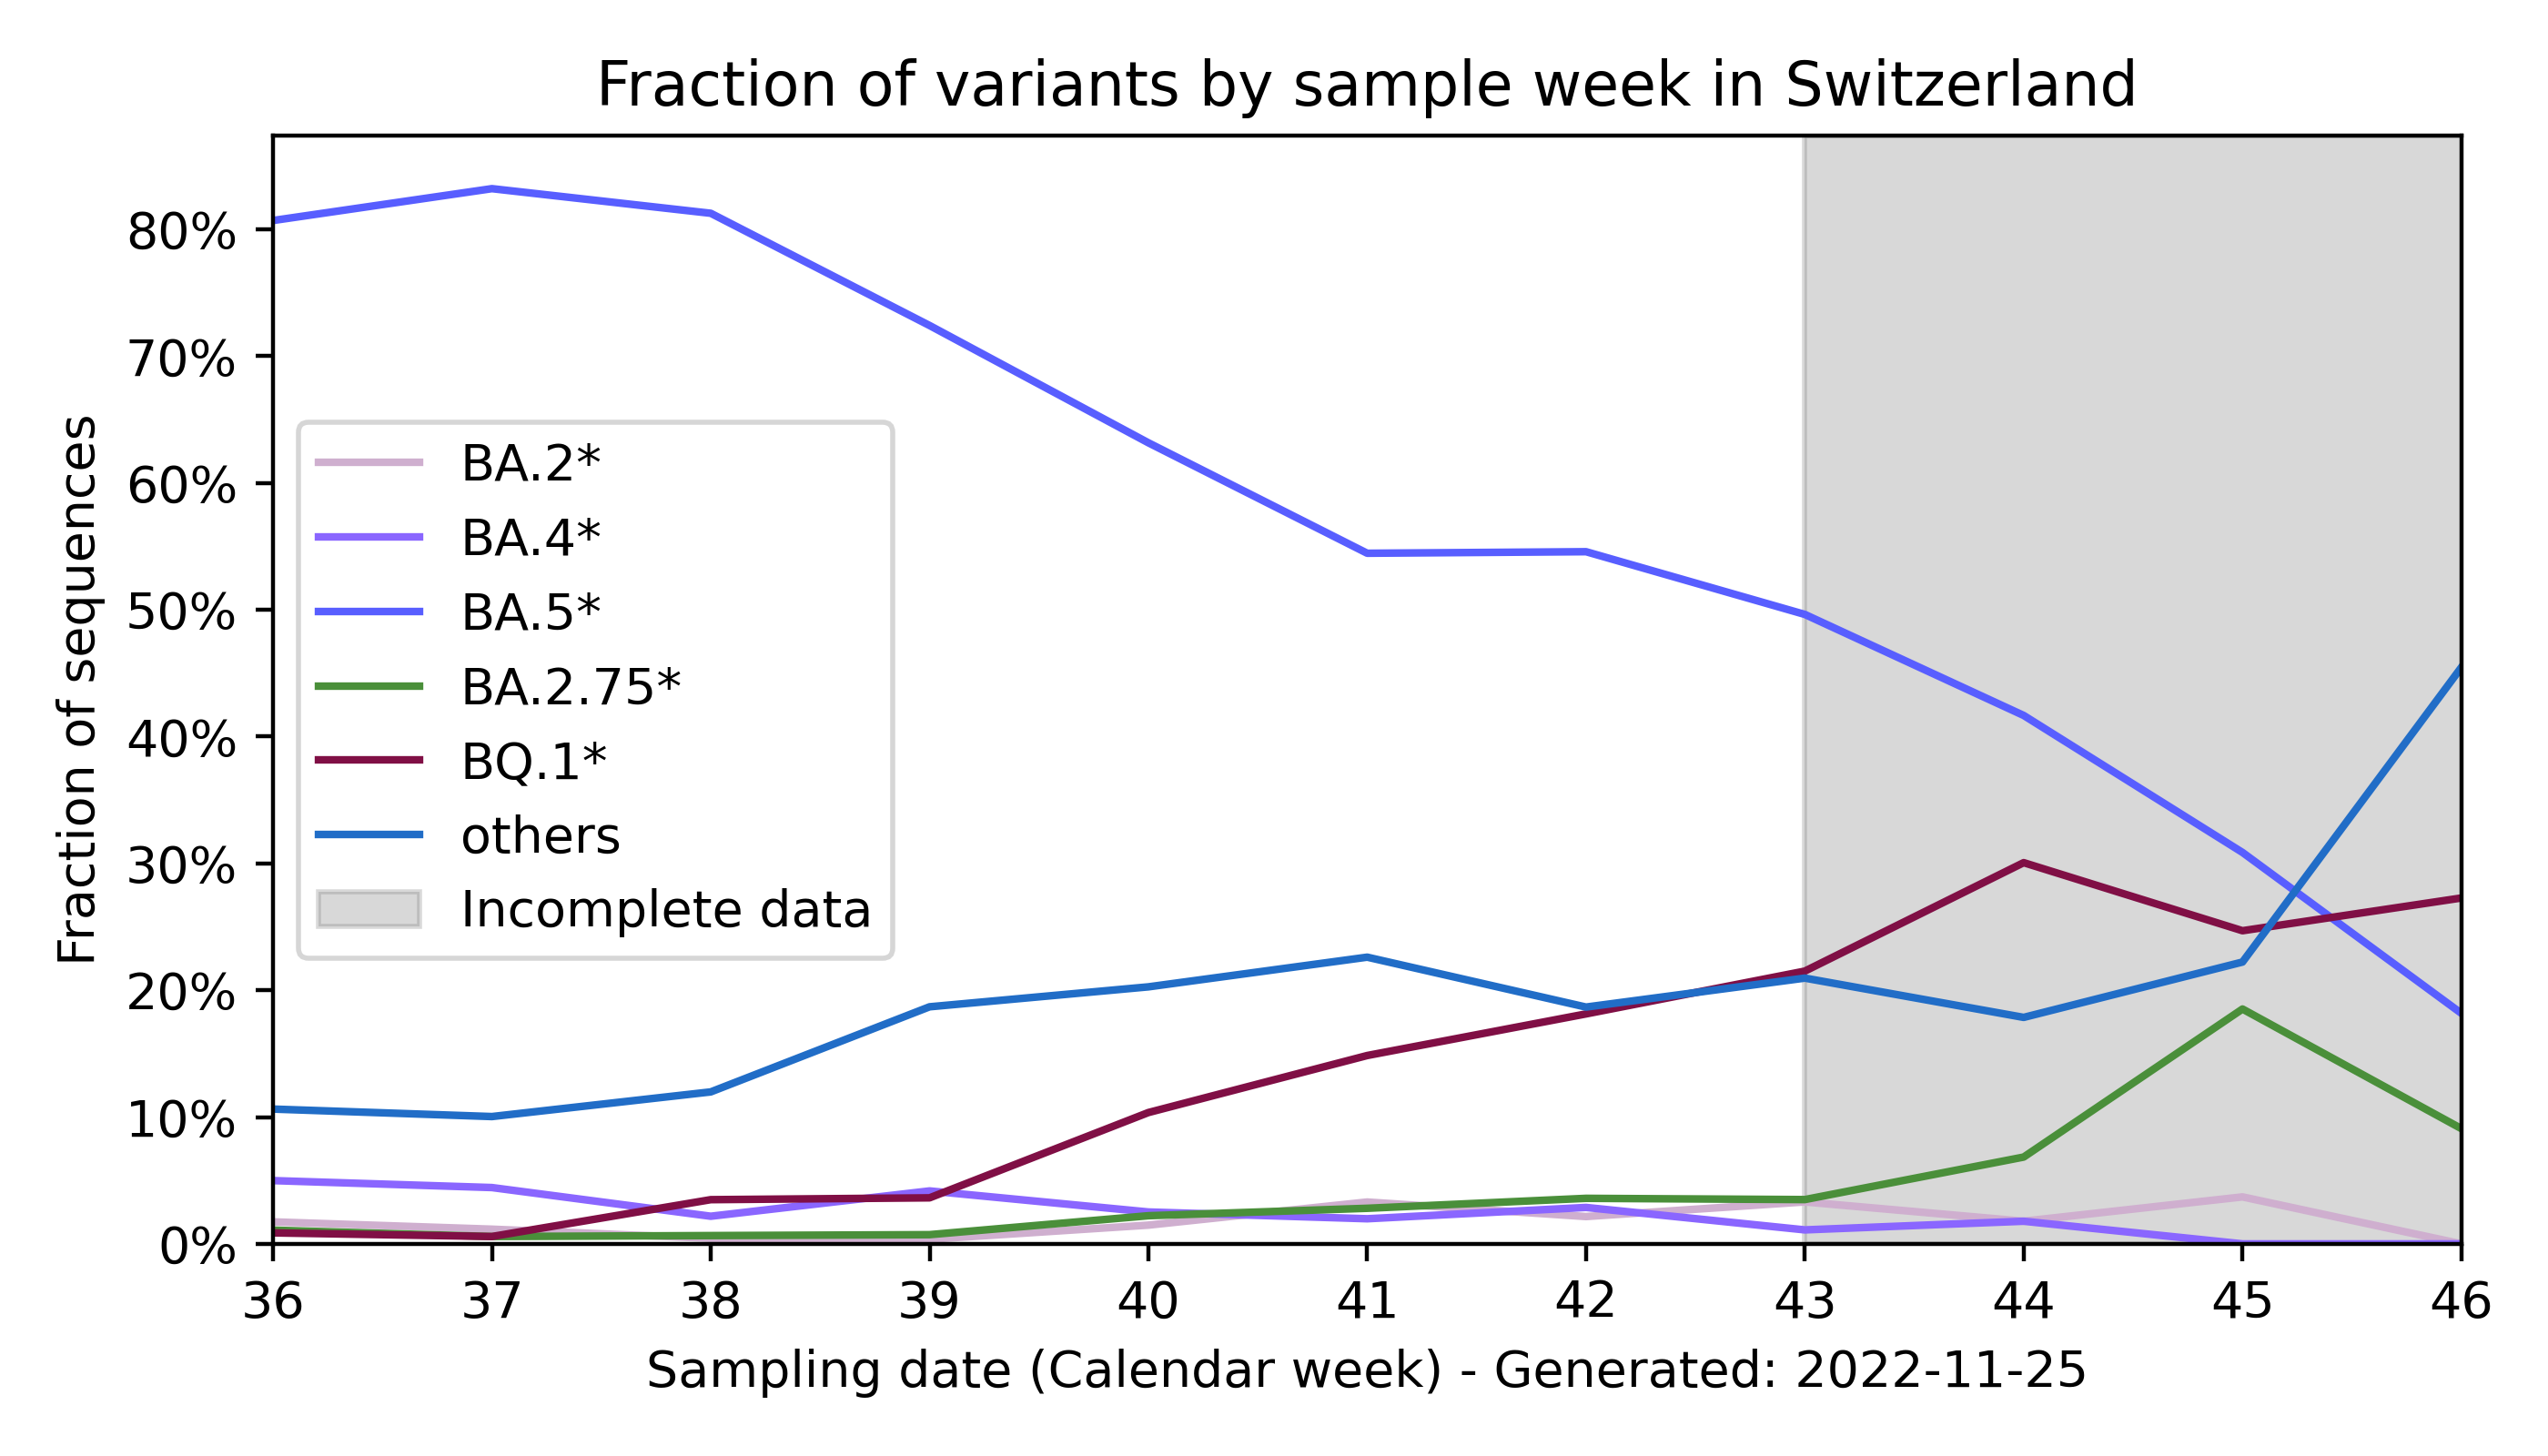 Fraction of variants by sample week in Switzerland
Fraction of sequences
80%
70%
60%
50%
40%
30%
20%
10%
0%
BA.2*
BA.4*
BA.5*
BA.2.75*
BQ.1*
others
Incomplete data
36 37 38 39 40 41 42 43 44 45 46
Sampling date (Calendar week) - Generated: 2022-11-25